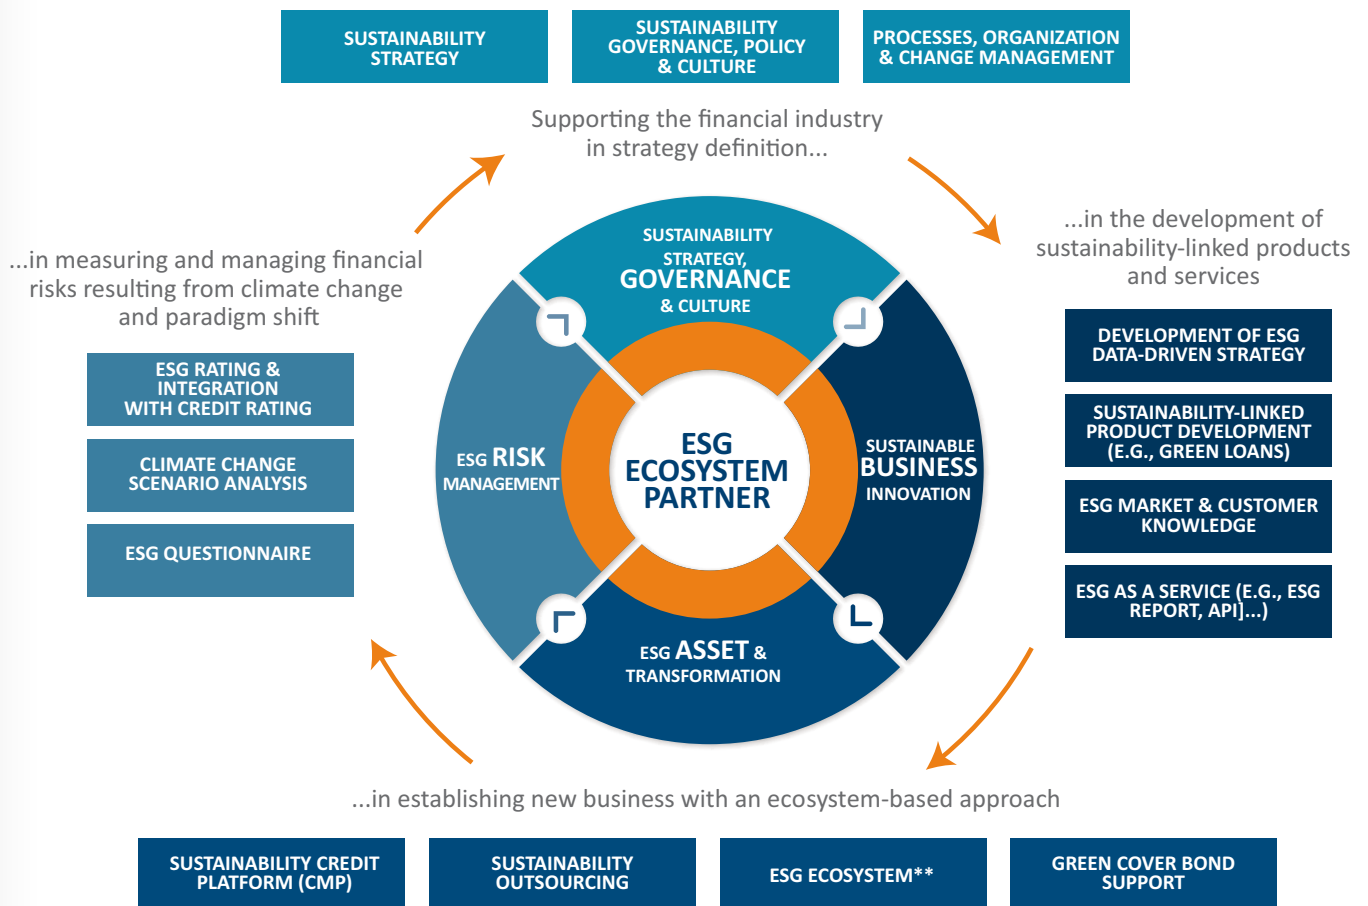 SUSTAINABILITY
STRATEGY
SUSTAINABILITY
GOVERNANCE, POLICY
& CULTURE
PROCESSES, ORGANIZATION
& CHANGE MANAGEMENT
Supporting the financial industry
in strategy definition...
...in the development of
sustainability-linked products
and services
DEVELOPMENT OF ESG
DATA-DRIVEN STRATEGY
SUSTAINABILITY-LINKED
PRODUCT DEVELOPMENT
(E.G., GREEN LOANS)
ESG MARKET & CUSTOMER
KNOWLEDGE
ESG AS A SERVICE (E.G., ESG
REPORT, API]...)
...in measuring and managing financial
risks resulting from climate change
and paradigm shift
ESG RATING &
INTEGRATION
WITH CREDIT RATING
CLIMATE CHANGE
SCENARIO ANALYSIS
ESG QUESTIONNAIRE
SUSTAINABILITY
STRATEGY,
GOVERNANCE
& CULTURE
ESG RISK
MANAGEMENT
ESG
ECOSYSTEM
PARTNER
SUSTAINABLE
BUSINESS
INNOVATION
ESG ASSET &
TRANSFORMATION
...in establishing new business with an ecosystem-based approach
SUSTAINABILITY CREDIT
PLATFORM (CMP)
SUSTAINABILITY
OUTSOURCING
ESG ECOSYSTEM**
GREEN COVER BOND
SUPPORT